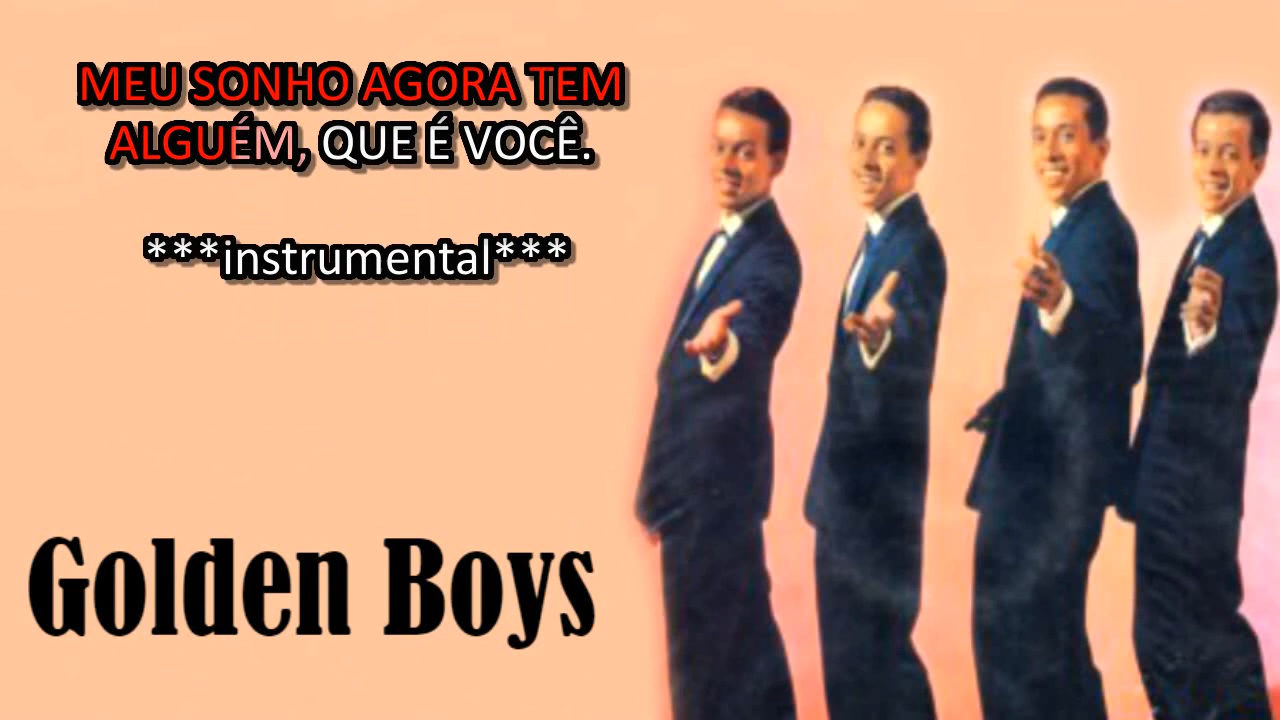 MEU SONHO AGORA TEM
ALGUÉM, QUE É VOCÊ.
***instrumental***
Golden Boys